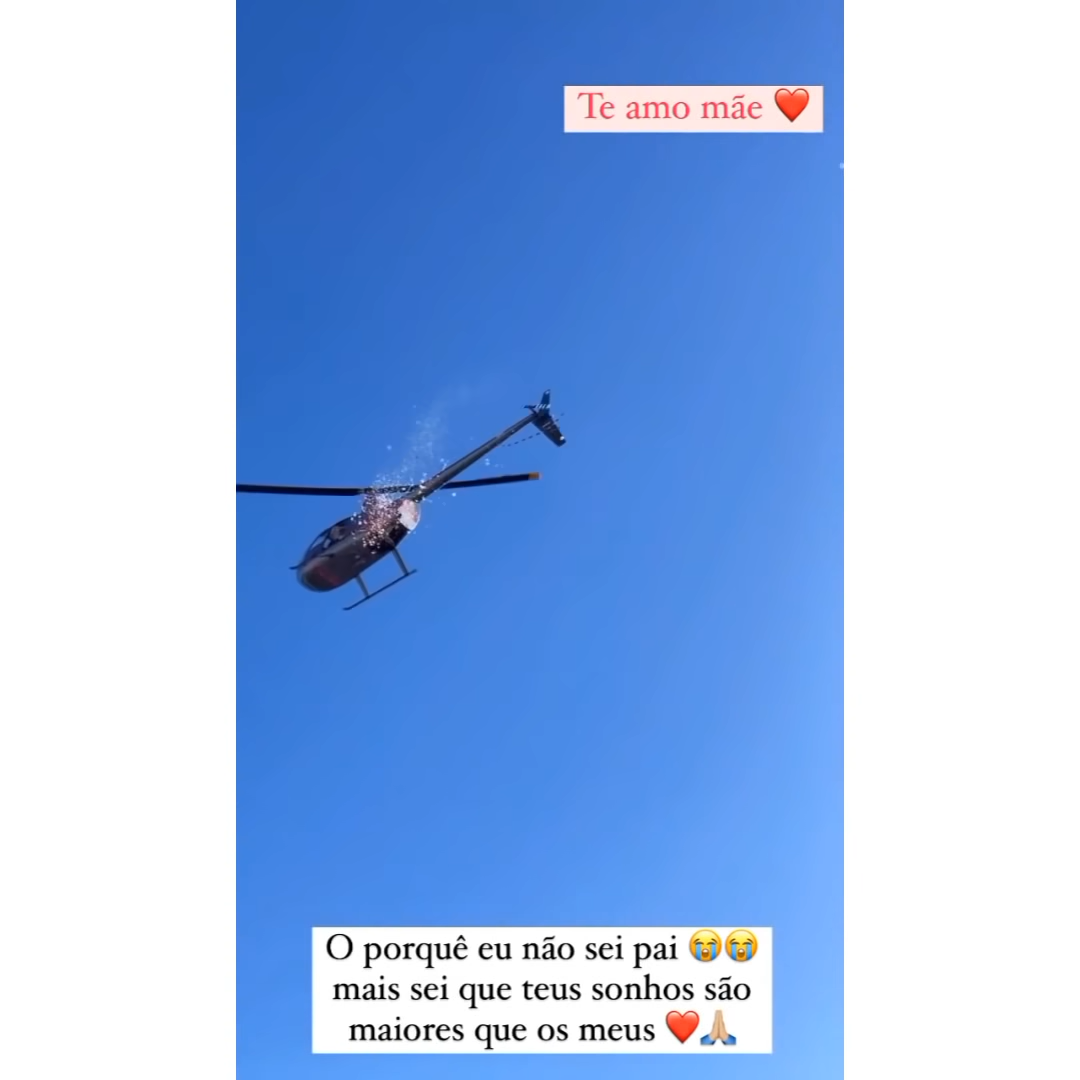 Te amo mãe ❤️
O porquê eu não sei pai 😭😭
mais sei que teus sonhos são
maiores que os meus ❤️🙏🏼